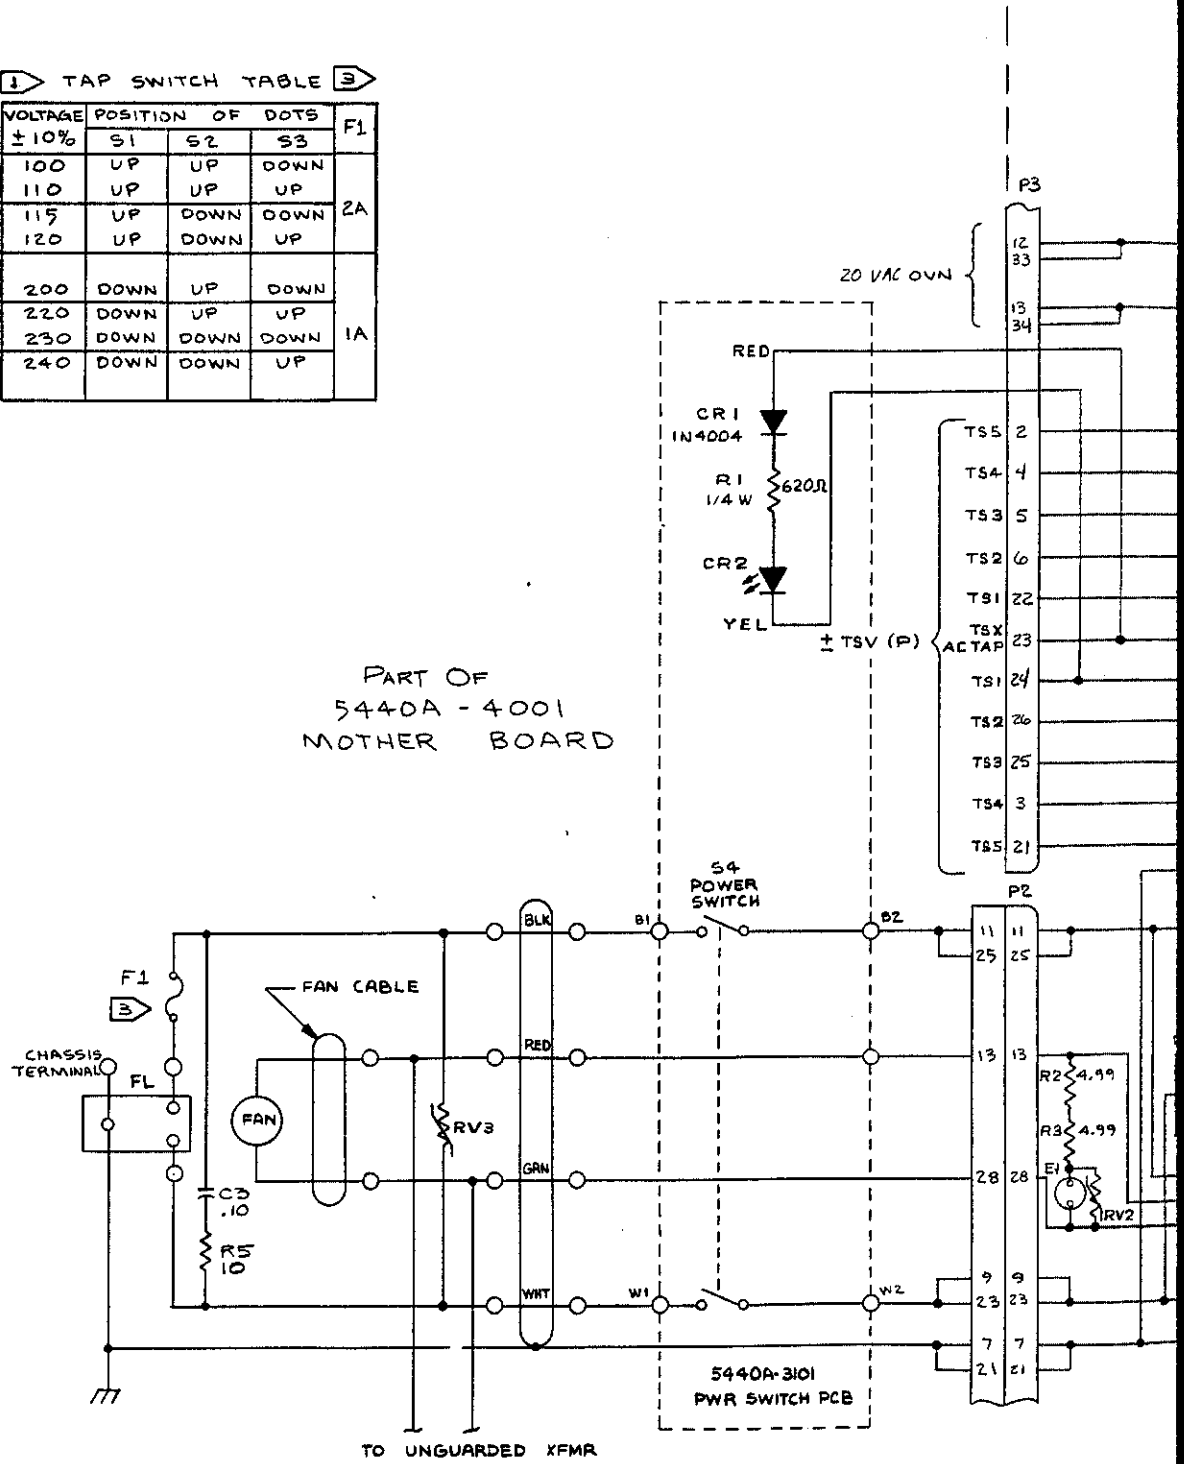 1 TAP SWITCH TABLE 3
VOLTAGE ±10% POSITION OF DOTS F1
S1 S2 S3
100 UP UP DOWN
110 UP UP UP
115 UP DOWN DOWN
120 UP DOWN UP
2A
200 DOWN UP DOWN
220 DOWN UP UP
230 DOWN DOWN DOWN
240 DOWN DOWN UP
1A
P3
12
33
20 VAC OVN
13
34
RED
CR1
1N4004
R1
1/4 W
620Ω
CR2
YEL
± TSV (P)
TS5 2
TS4 4
TS3 5
TS2 6
TS1 22
TSX
ACTAP 23
TS1 24
TS2 26
TS3 25
TS4 3
TS5 21
PART OF
5440A - 4001
MOTHER BOARD
S4
POWER
SWITCH
P2
BLK
B1
B2
11 11
25 25
F1
3
FAN CABLE
CHASSIS
TERMINAL
FL
RED
13 13
R2 4.99
FAN
RV3
R3 4.99
GRN
28 28
E1
RV2
C3
.10
R5
10
WHT
W1
W2
9 9
23 23
7 7
21 21
5440A-3101
PWR SWITCH PCB
TO UNGUARDED XFMR